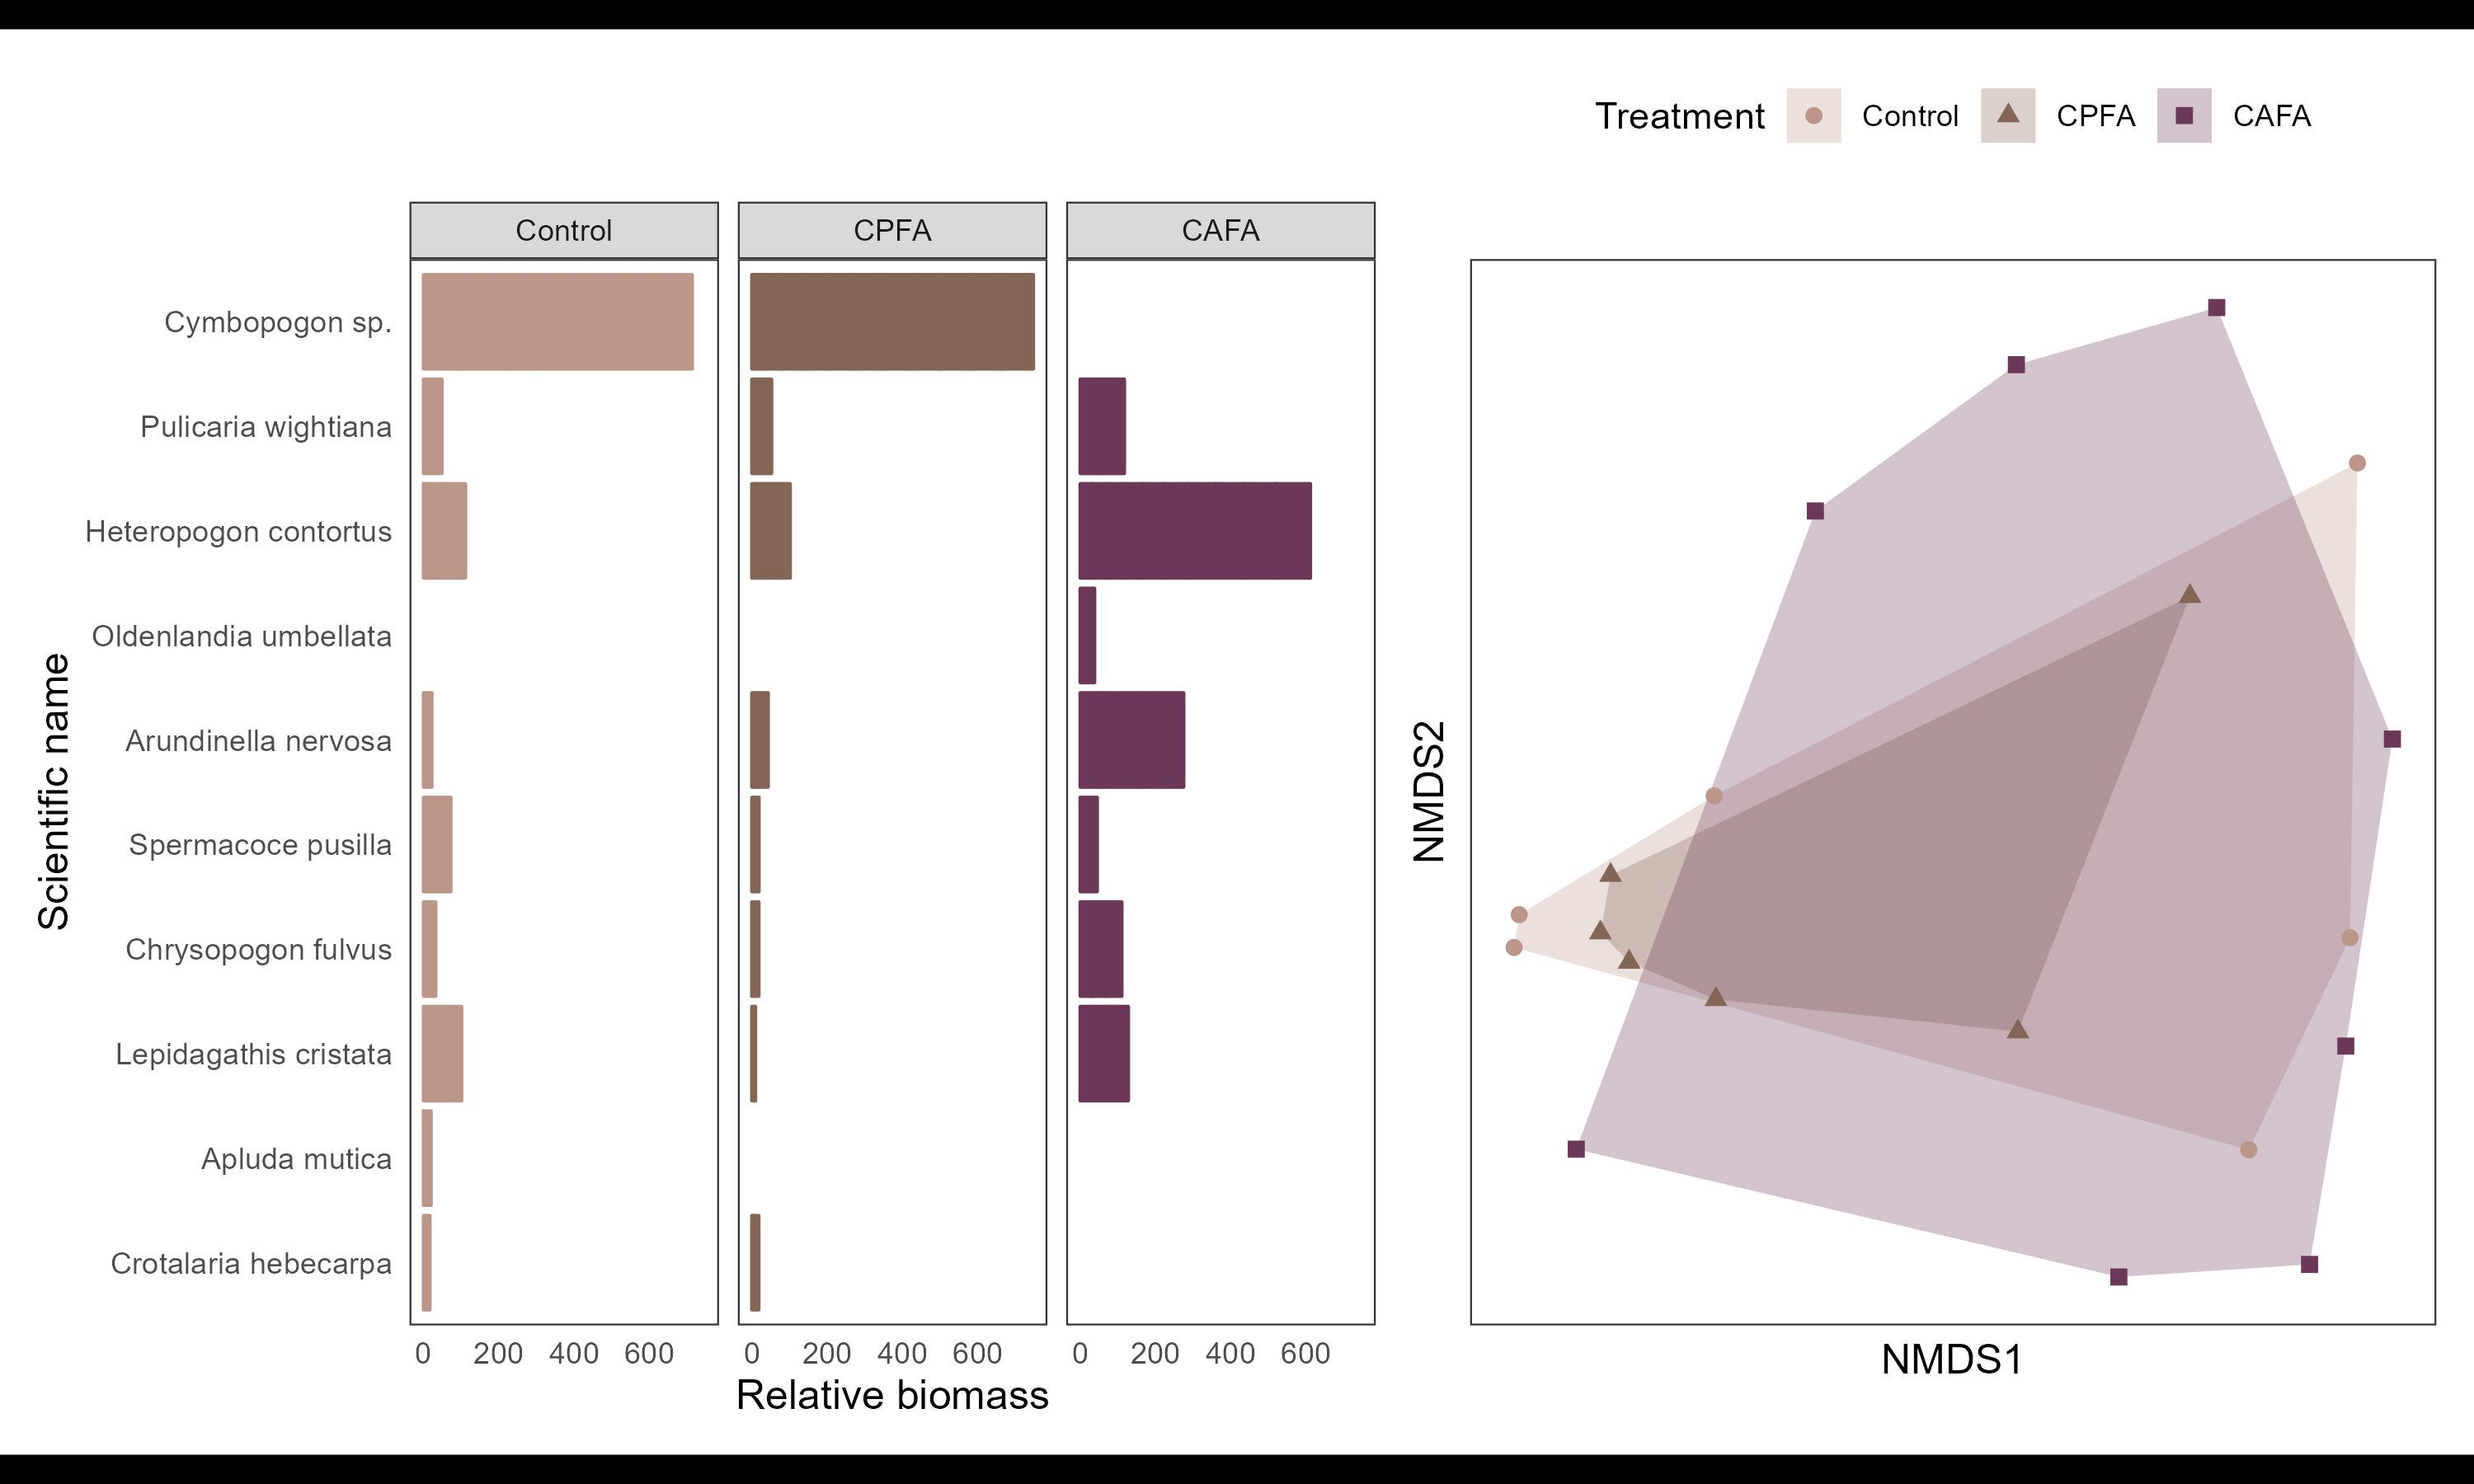 Treatment Control CPFA CAFA
Control CPFA CAFA
Cymbopogon sp.
Pulicaria wightiana
Heteropogon contortus
Oldenlandia umbellata
Arundinella nervosa
Spermacoce pusilla
Chrysopogon fulvus
Lepidagathis cristata
Apluda mutica
Crotalaria hebecarpa
Scientific name
0 200 400 600 0 200 400 600 0 200 400 600
Relative biomass
NMDS2
NMDS1